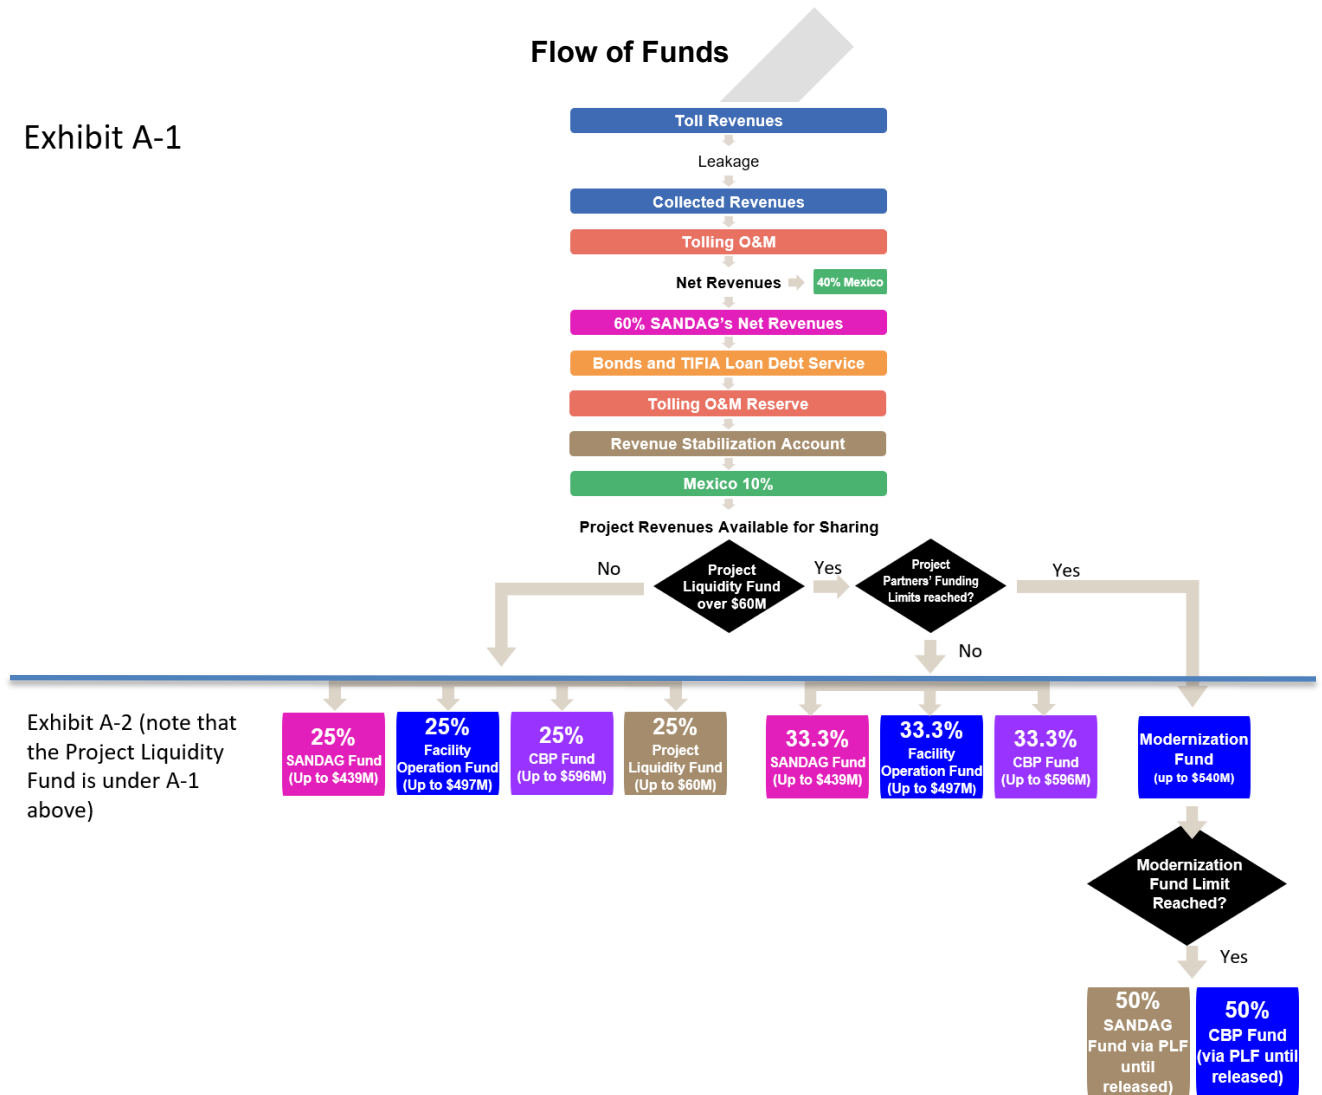 Flow of Funds
Exhibit A-1
Toll Revenues
Leakage
Collected Revenues
Tolling O&M
Net Revenues
40% Mexico
60% SANDAG's Net Revenues
Bonds and TIFIA Loan Debt Service
Tolling O&M Reserve
Revenue Stabilization Account
Mexico 10%
Project Revenues Available for Sharing
No
Project
Liquidity Fund
over $60M
Yes
Project
Partners' Funding
Limits reached?
Yes
No
Exhibit A-2 (note that
the Project Liquidity
Fund is under A-1
above)
25%
SANDAG Fund
(Up to $439M)
25%
Facility
Operation Fund
(Up to $497M)
25%
CBP Fund
(Up to $596M)
25%
Project
Liquidity Fund
(Up to $60M)
33.3%
SANDAG Fund
(Up to $439M)
33.3%
Facility
Operation Fund
(Up to $497M)
33.3%
CBP Fund
(Up to $596M)
Modernization
Fund
(up to $540M)
Modernization
Fund Limit
Reached?
Yes
50%
SANDAG
Fund via PLF
until
released)
50%
CBP Fund
(via PLF until
released)